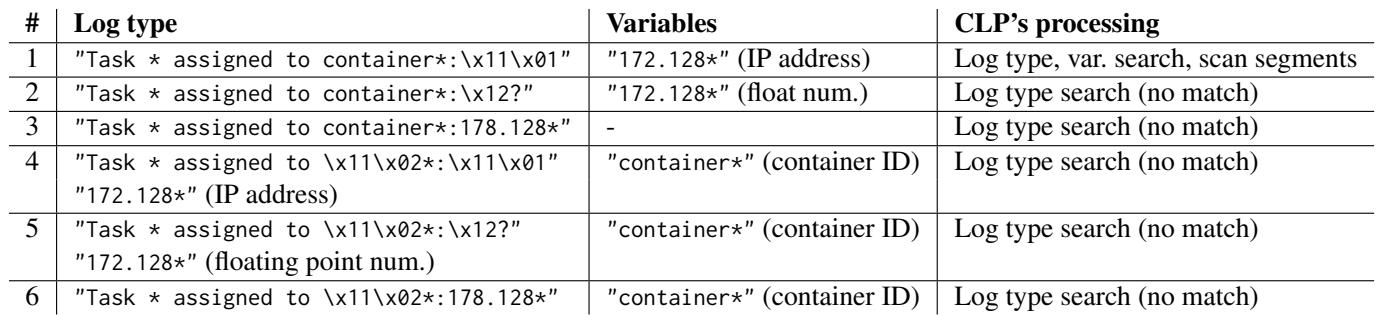 # Log type Variables CLP's processing
1 "Task * assigned to container*:\x11\x01" "172.128*" (IP address) Log type, var. search, scan segments
2 "Task * assigned to container*:\x12?" "172.128*" (float num.) Log type search (no match)
3 "Task * assigned to container*:178.128*" - Log type search (no match)
4 "Task * assigned to \x11\x02*:\x11\x01" "container*" (container ID) Log type search (no match)
"172.128*" (IP address)
5 "Task * assigned to \x11\x02*:\x12?" "container*" (container ID) Log type search (no match)
"172.128*" (floating point num.)
6 "Task * assigned to \x11\x02*:178.128*" "container*" (container ID) Log type search (no match)